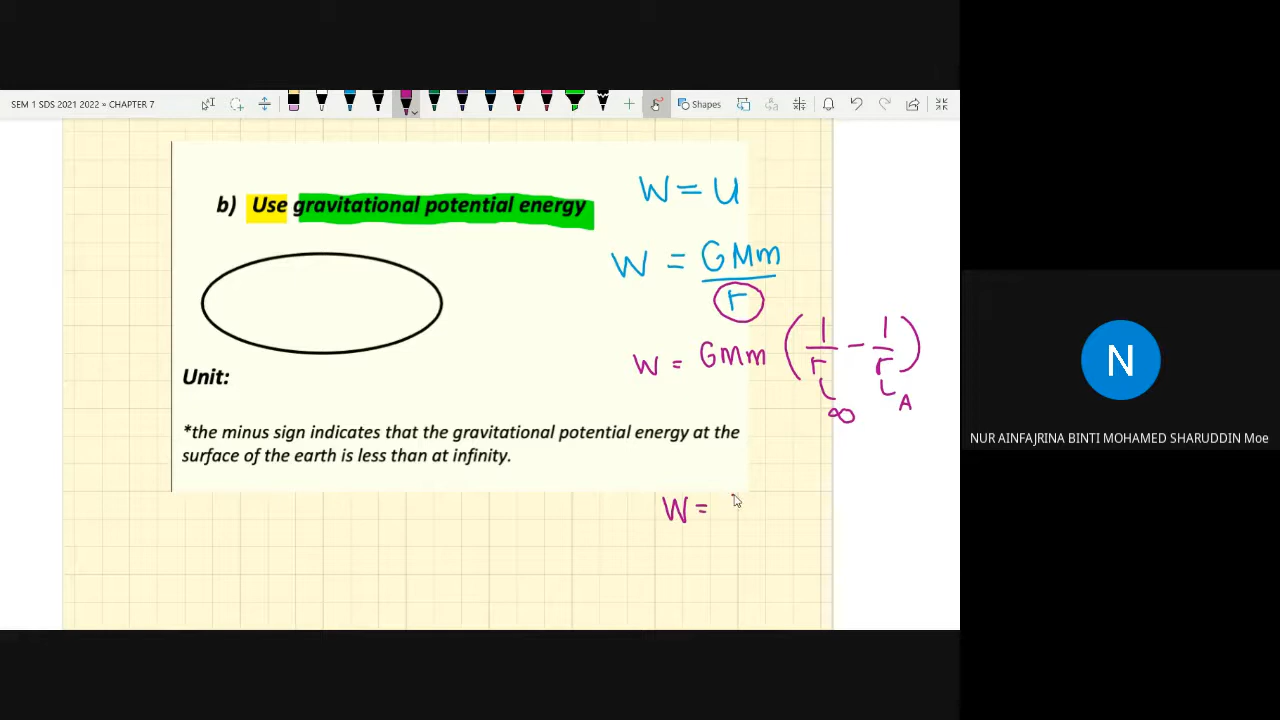 SEM 1 SDS 2021 2022 » CHAPTER 7
Shapes
b) Use gravitational potential energy
W = U
W = GMm
r
W = GMm ( 1/r - 1/r )
∞ A
Unit:
*the minus sign indicates that the gravitational potential energy at the
surface of the earth is less than at infinity.
W =
N
NUR AINFAJRINA BINTI MOHAMED SHARUDDIN Moe